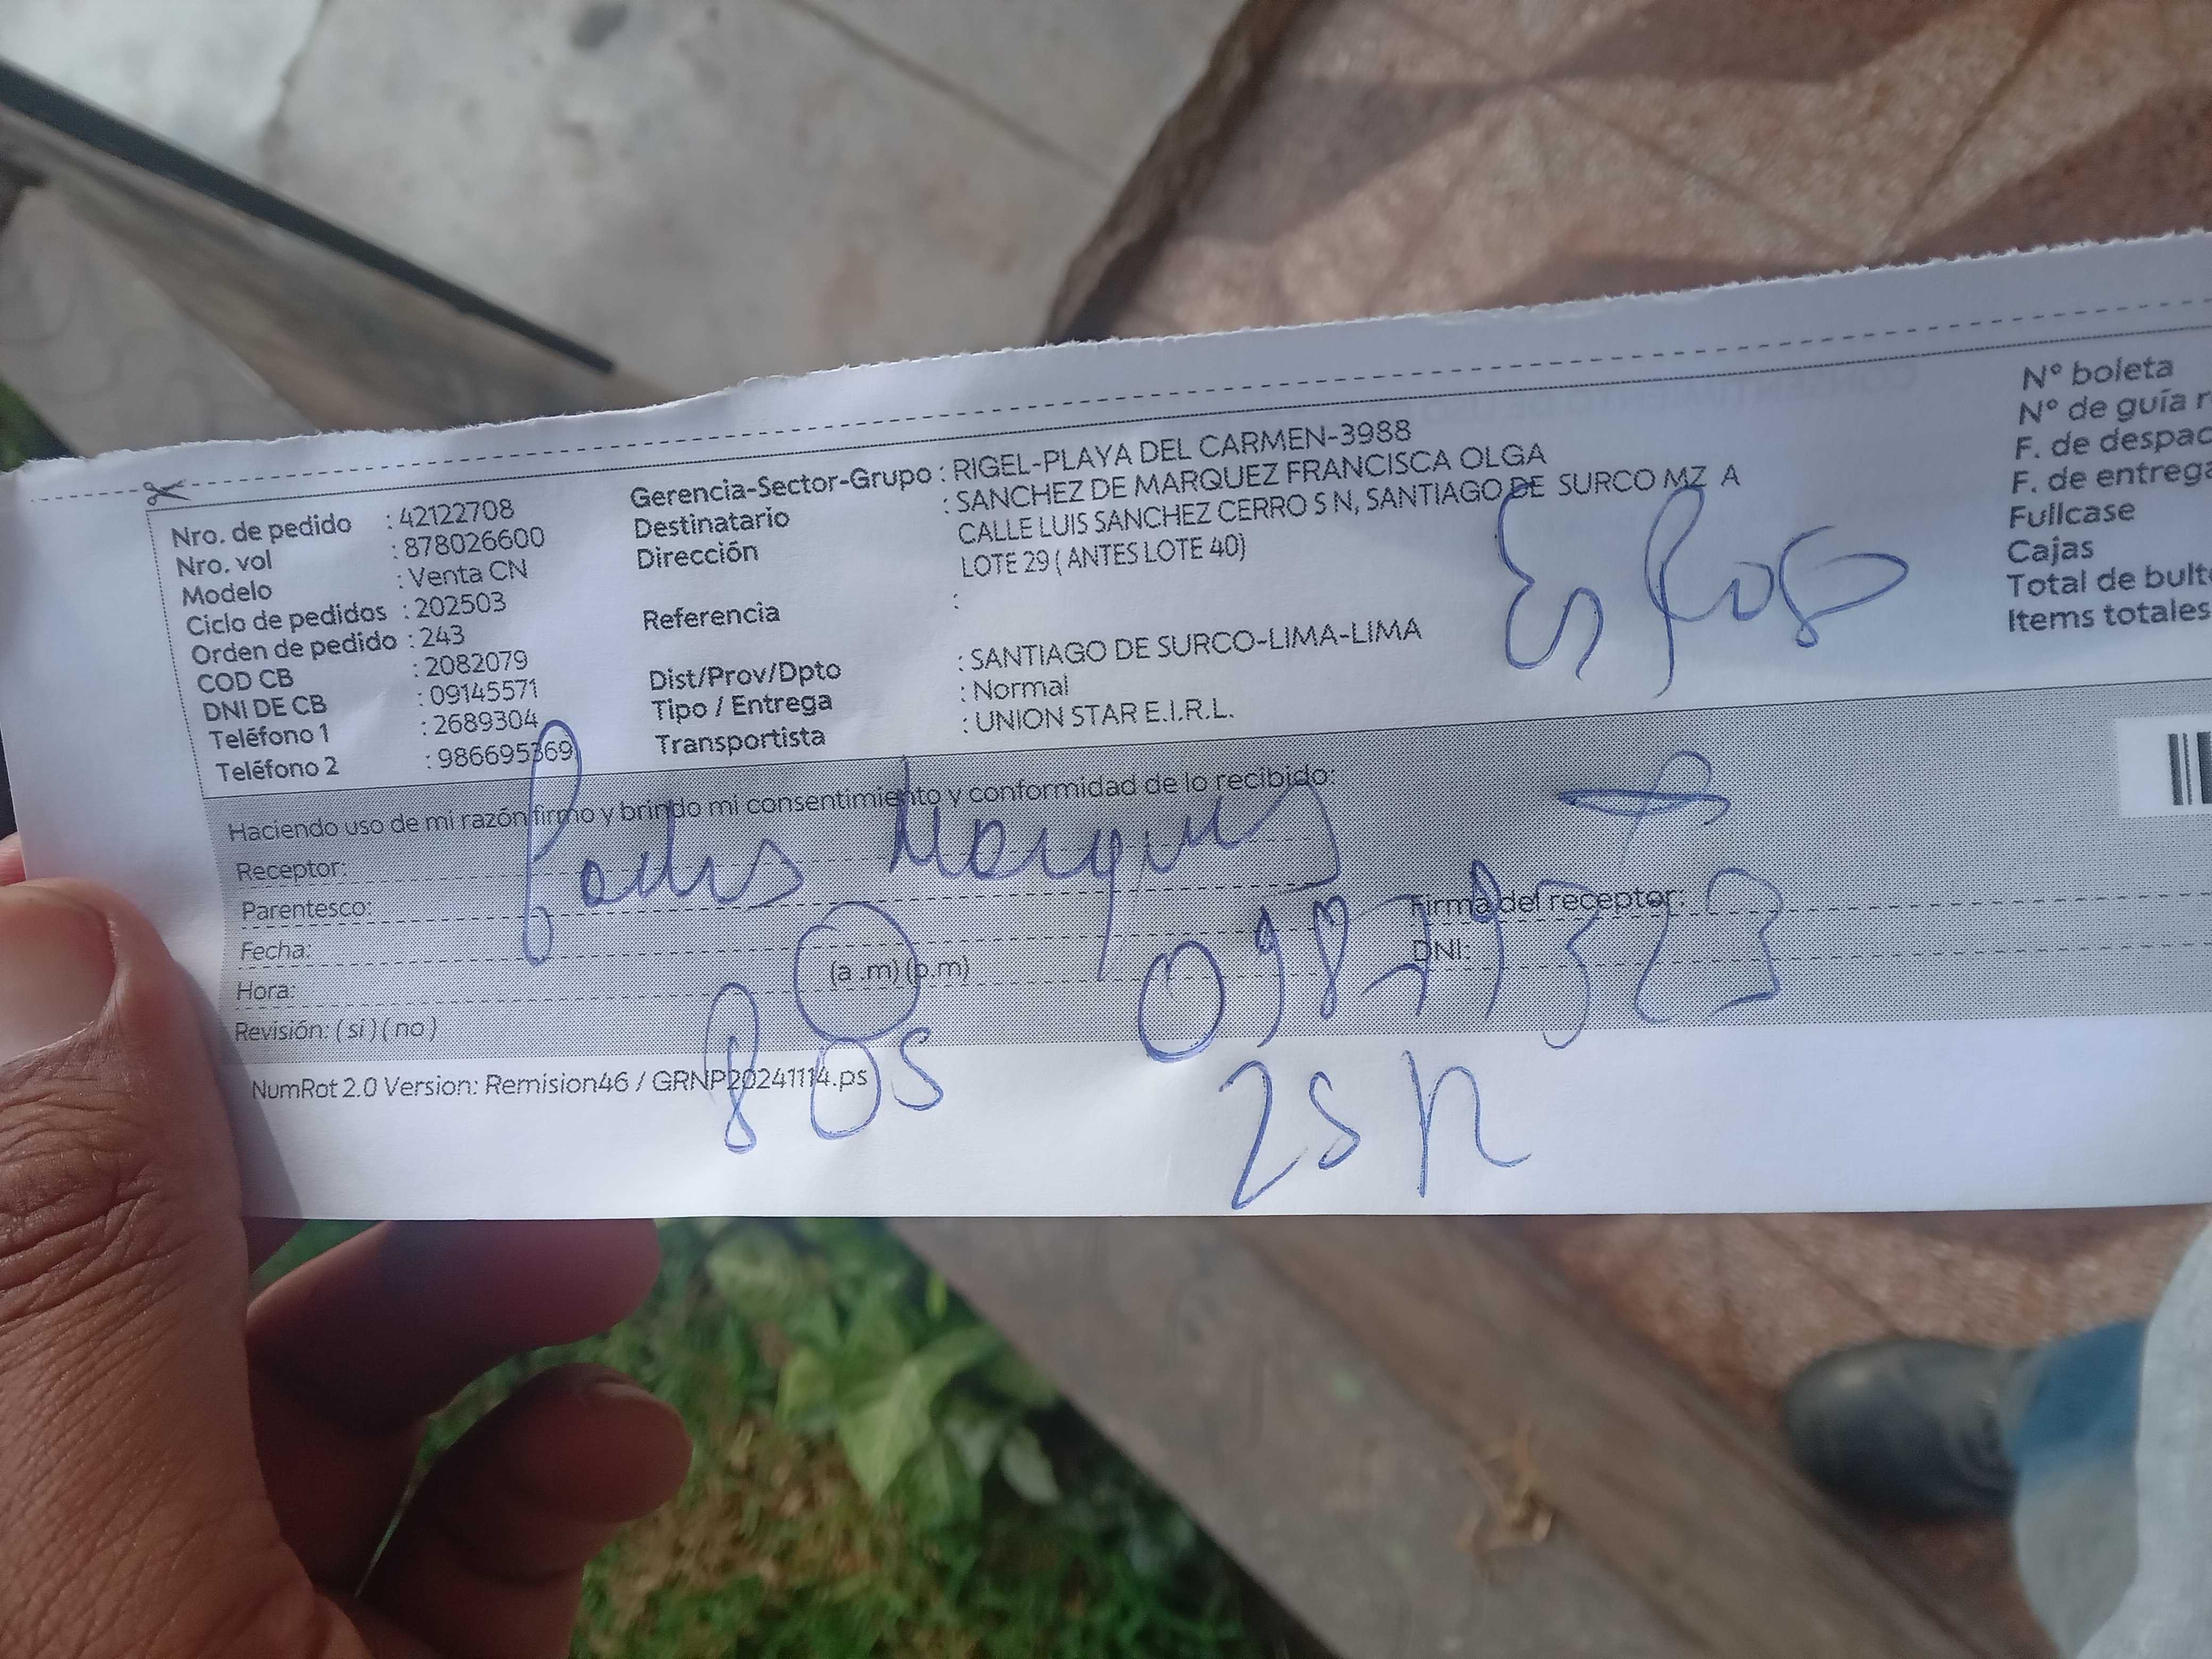 Nro. de pedido : 42122708
Nro. vol : 878026600
Modelo : Venta CN
Ciclo de pedidos : 202503
Orden de pedido : 243
COD CB : 2082079
DNI DE CB : 09145571
Teléfono 1 : 2689304
Teléfono 2 : 986695369
Gerencia-Sector-Grupo : RIGEL-PLAYA DEL CARMEN-3988
Destinatario : SANCHEZ DE MARQUEZ FRANCISCA OLGA
Dirección CALLE LUIS SANCHEZ CERRO S N, SANTIAGO DE SURCO MZ A
LOTE 29 ( ANTES LOTE 40)
Referencia :
Dist/Prov/Dpto : SANTIAGO DE SURCO-LIMA-LIMA
Tipo / Entrega : Normal
Transportista : UNION STAR E.I.R.L.
Nº boleta
Nº de guía
F. de
F. de
Fullcase
Cajas
Total de
Items totales
Haciendo uso de mi razón firmo y brindo mi consentimiento y conformidad de lo recibido:
Receptor:
Parentesco:
Fecha:
Hora: (a .m) (p.m)
Revisión: ( si ) ( no )
Firma del receptor:
DNI:
NumRot 2.0 Version: Remision46 / GRNP20241114.ps